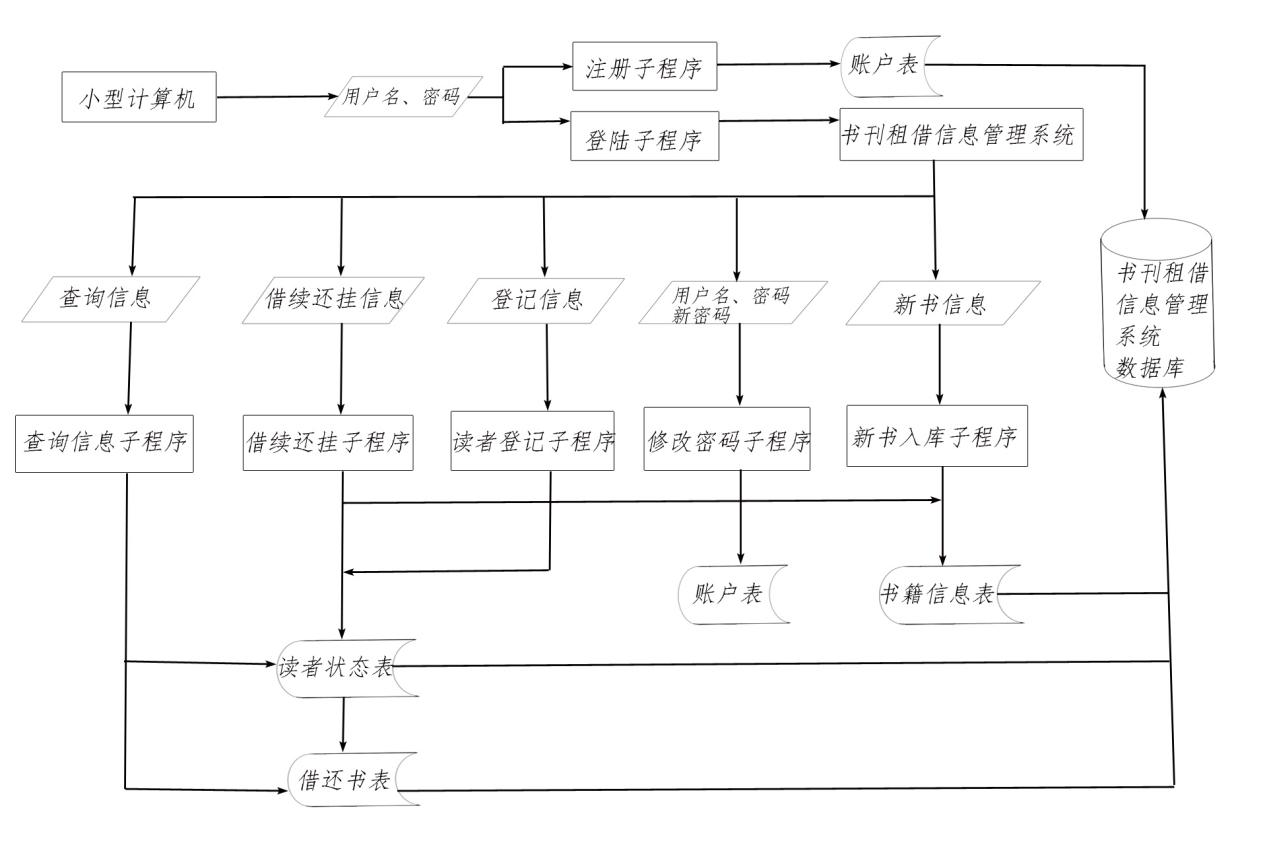 注册子程序
账户表
小型计算机
用户名、密码
登陆子程序
书刊租借信息管理系统
查询信息
借续还挂信息
登记信息
用户名、密码
新密码
新书信息
书刊租借
信息管理
系统
数据库
查询信息子程序
借续还挂子程序
读者登记子程序
修改密码子程序
新书入库子程序
账户表
书籍信息表
读者状态表
借还书表